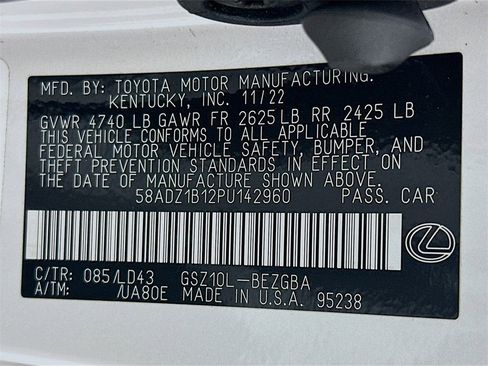 MFD. BY: TOYOTA MOTOR MANUFACTURING.
KENTUCKY, INC. 11/22
GVWR 4740 LB GAWR FR 2625 LB RR 2425 LB
THIS VEHICLE CONFORMS TO ALL APPLICABLE
FEDERAL MOTOR VEHICLE SAFETY, BUMPER, AND
THEFT PREVENTION STANDARDS IN EFFECT ON
THE DATE OF MANUFACTURE SHOWN ABOVE.
58ADZ1B12PU142960 PASS. CAR
C/TR: 085/LD43 GSZ10L-BEZGBA
A/TM: /UA80E MADE IN U.S.A. 95238